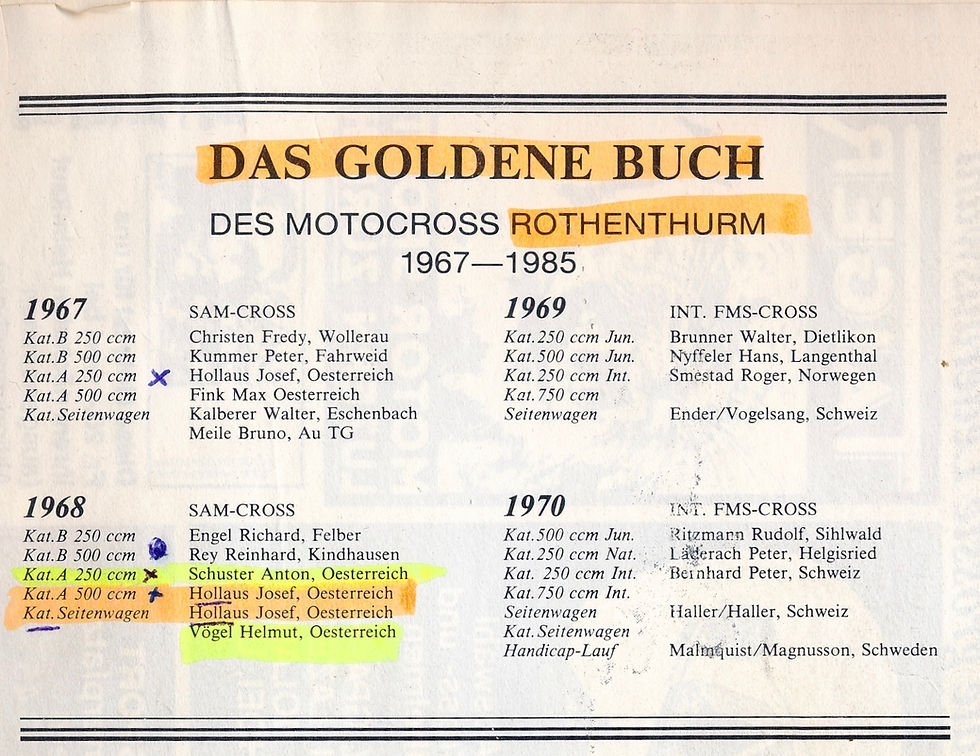 DAS GOLDENE BUCH
DES MOTOCROSS ROTHENTHURM
1967—1985
1967 SAM-CROSS
Kat.B 250 ccm Christen Fredy, Wollerau
Kat.B 500 ccm Kummer Peter, Fahrweid
Kat.A 250 ccm Hollaus Josef, Oesterreich
Kat.A 500 ccm Fink Max Oesterreich
Kat.Seitenwagen Kalberer Walter, Eschenbach
Meile Bruno, Au TG
1968 SAM-CROSS
Kat.B 250 ccm Engel Richard, Felber
Kat.B 500 ccm Rey Reinhard, Kindhausen
Kat.A 250 ccm Schuster Anton, Oesterreich
Kat.A 500 ccm Hollaus Josef, Oesterreich
Kat.Seitenwagen Hollaus Josef, Oesterreich
Vögel Helmut, Oesterreich
1969 INT. FMS-CROSS
Kat.250 ccm Jun. Brunner Walter, Dietlikon
Kat.500 ccm Jun. Nyffeler Hans, Langenthal
Kat.250 ccm Int. Smestad Roger, Norwegen
Kat.750 ccm
Seitenwagen Ender/Vogelsang, Schweiz
1970 INT. FMS-CROSS
Kat.500 ccm Jun. Ritzmann Rudolf, Sihlwald
Kat.250 ccm Nat. Läderach Peter, Helgisried
Kat. 250 ccm Int. Bernhard Peter, Schweiz
Kat.750 ccm Int.
Seitenwagen Haller/Haller, Schweiz
Kat.Seitenwagen
Handicap-Lauf Malmquist/Magnusson, Schweden